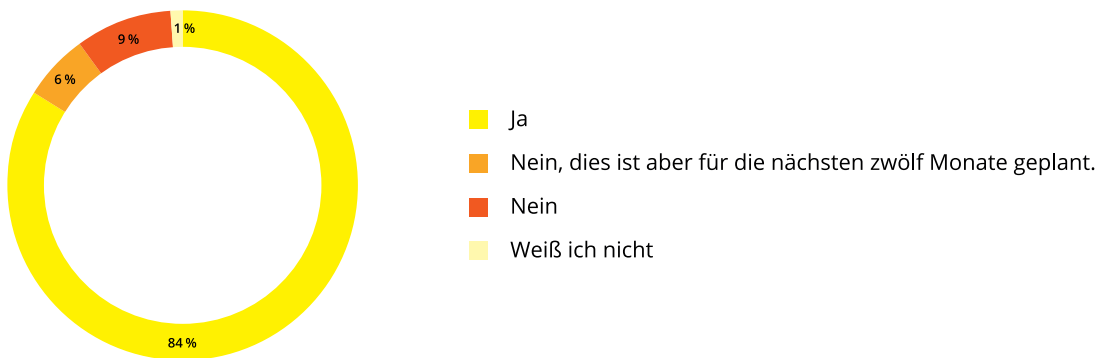 1 %
9 %
6 %
84 %
Ja
Nein, dies ist aber für die nächsten zwölf Monate geplant.
Nein
Weiß ich nicht